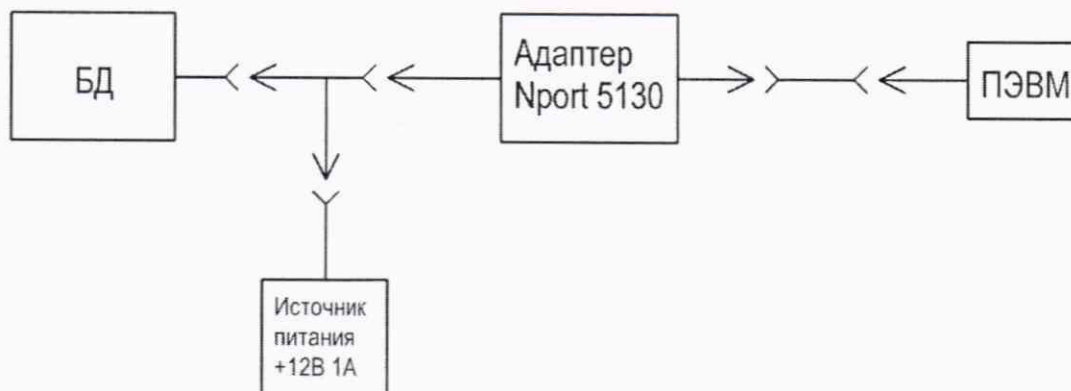 БД
Адаптер
Nport 5130
ПЭВМ
Источник
питания
+12В 1А